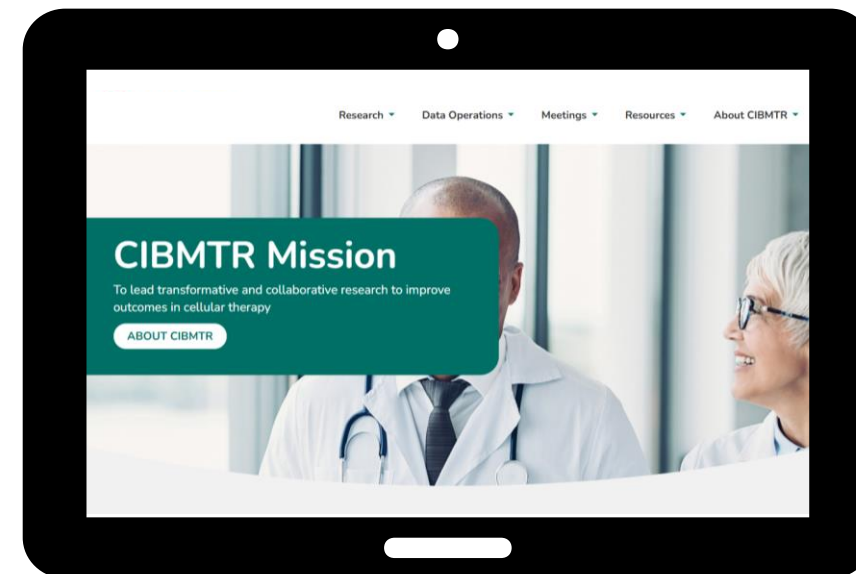 Research
Data Operations
Meetings
Resources
About CIBMTR
CIBMTR Mission
To lead transformative and collaborative research to improve
outcomes in cellular therapy
ABOUT CIBMTR